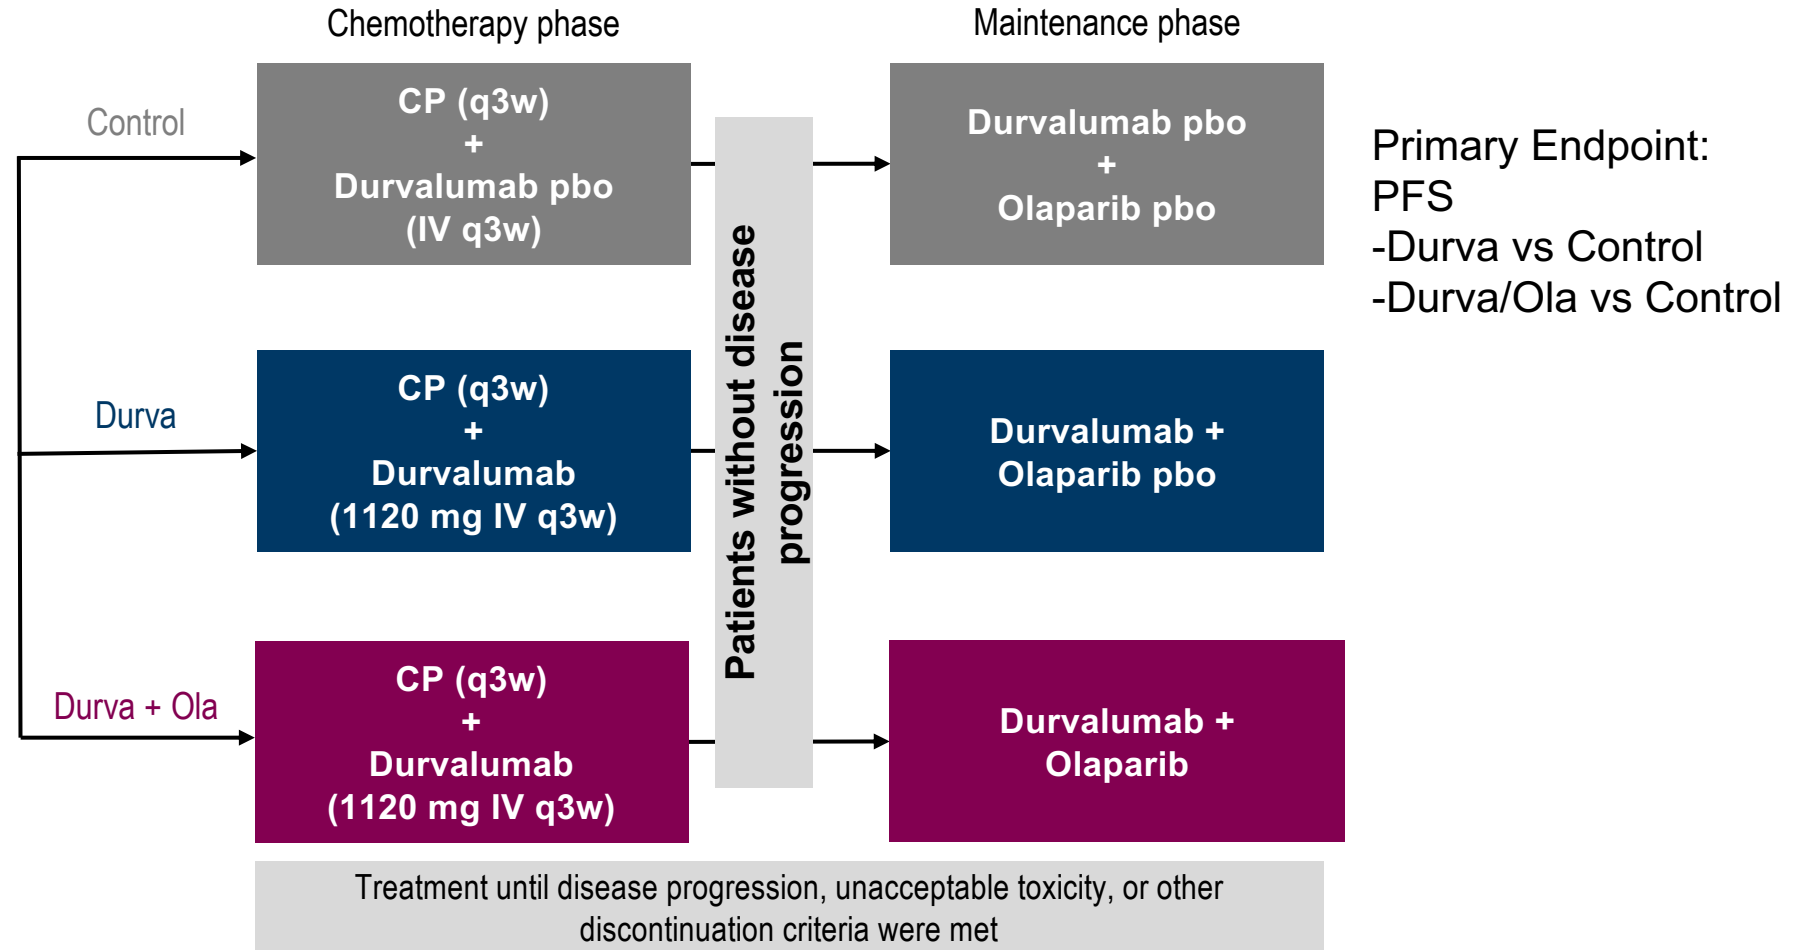 Chemotherapy phase
Maintenance phase
Control
CP (q3w)
+
Durvalumab pbo
(IV q3w)
Durvalumab pbo
+
Olaparib pbo
Primary Endpoint:
PFS
-Durva vs Control
-Durva/Ola vs Control
Patients without disease
progression
Durva
CP (q3w)
+
Durvalumab
(1120 mg IV q3w)
Durvalumab +
Olaparib pbo
Durva + Ola
CP (q3w)
+
Durvalumab
(1120 mg IV q3w)
Durvalumab +
Olaparib
Treatment until disease progression, unacceptable toxicity, or other
discontinuation criteria were met